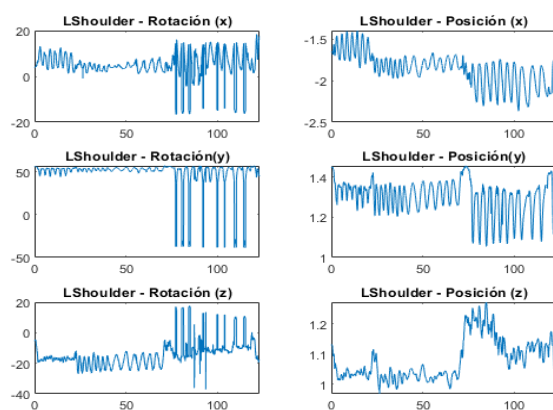 LShoulder - Rotación (x)
20
0
-20
0 50 100
LShoulder - Posición (x)
-1.5
-2
-2.5
0 50 100
LShoulder - Rotación(y)
50
0
-50
0 50 100
LShoulder - Posición(y)
1.4
1.2
1
0 50 100
LShoulder - Rotación (z)
20
0
-20
-40
0 50 100
LShoulder - Posición (z)
1.2
1.1
1
0 50 100